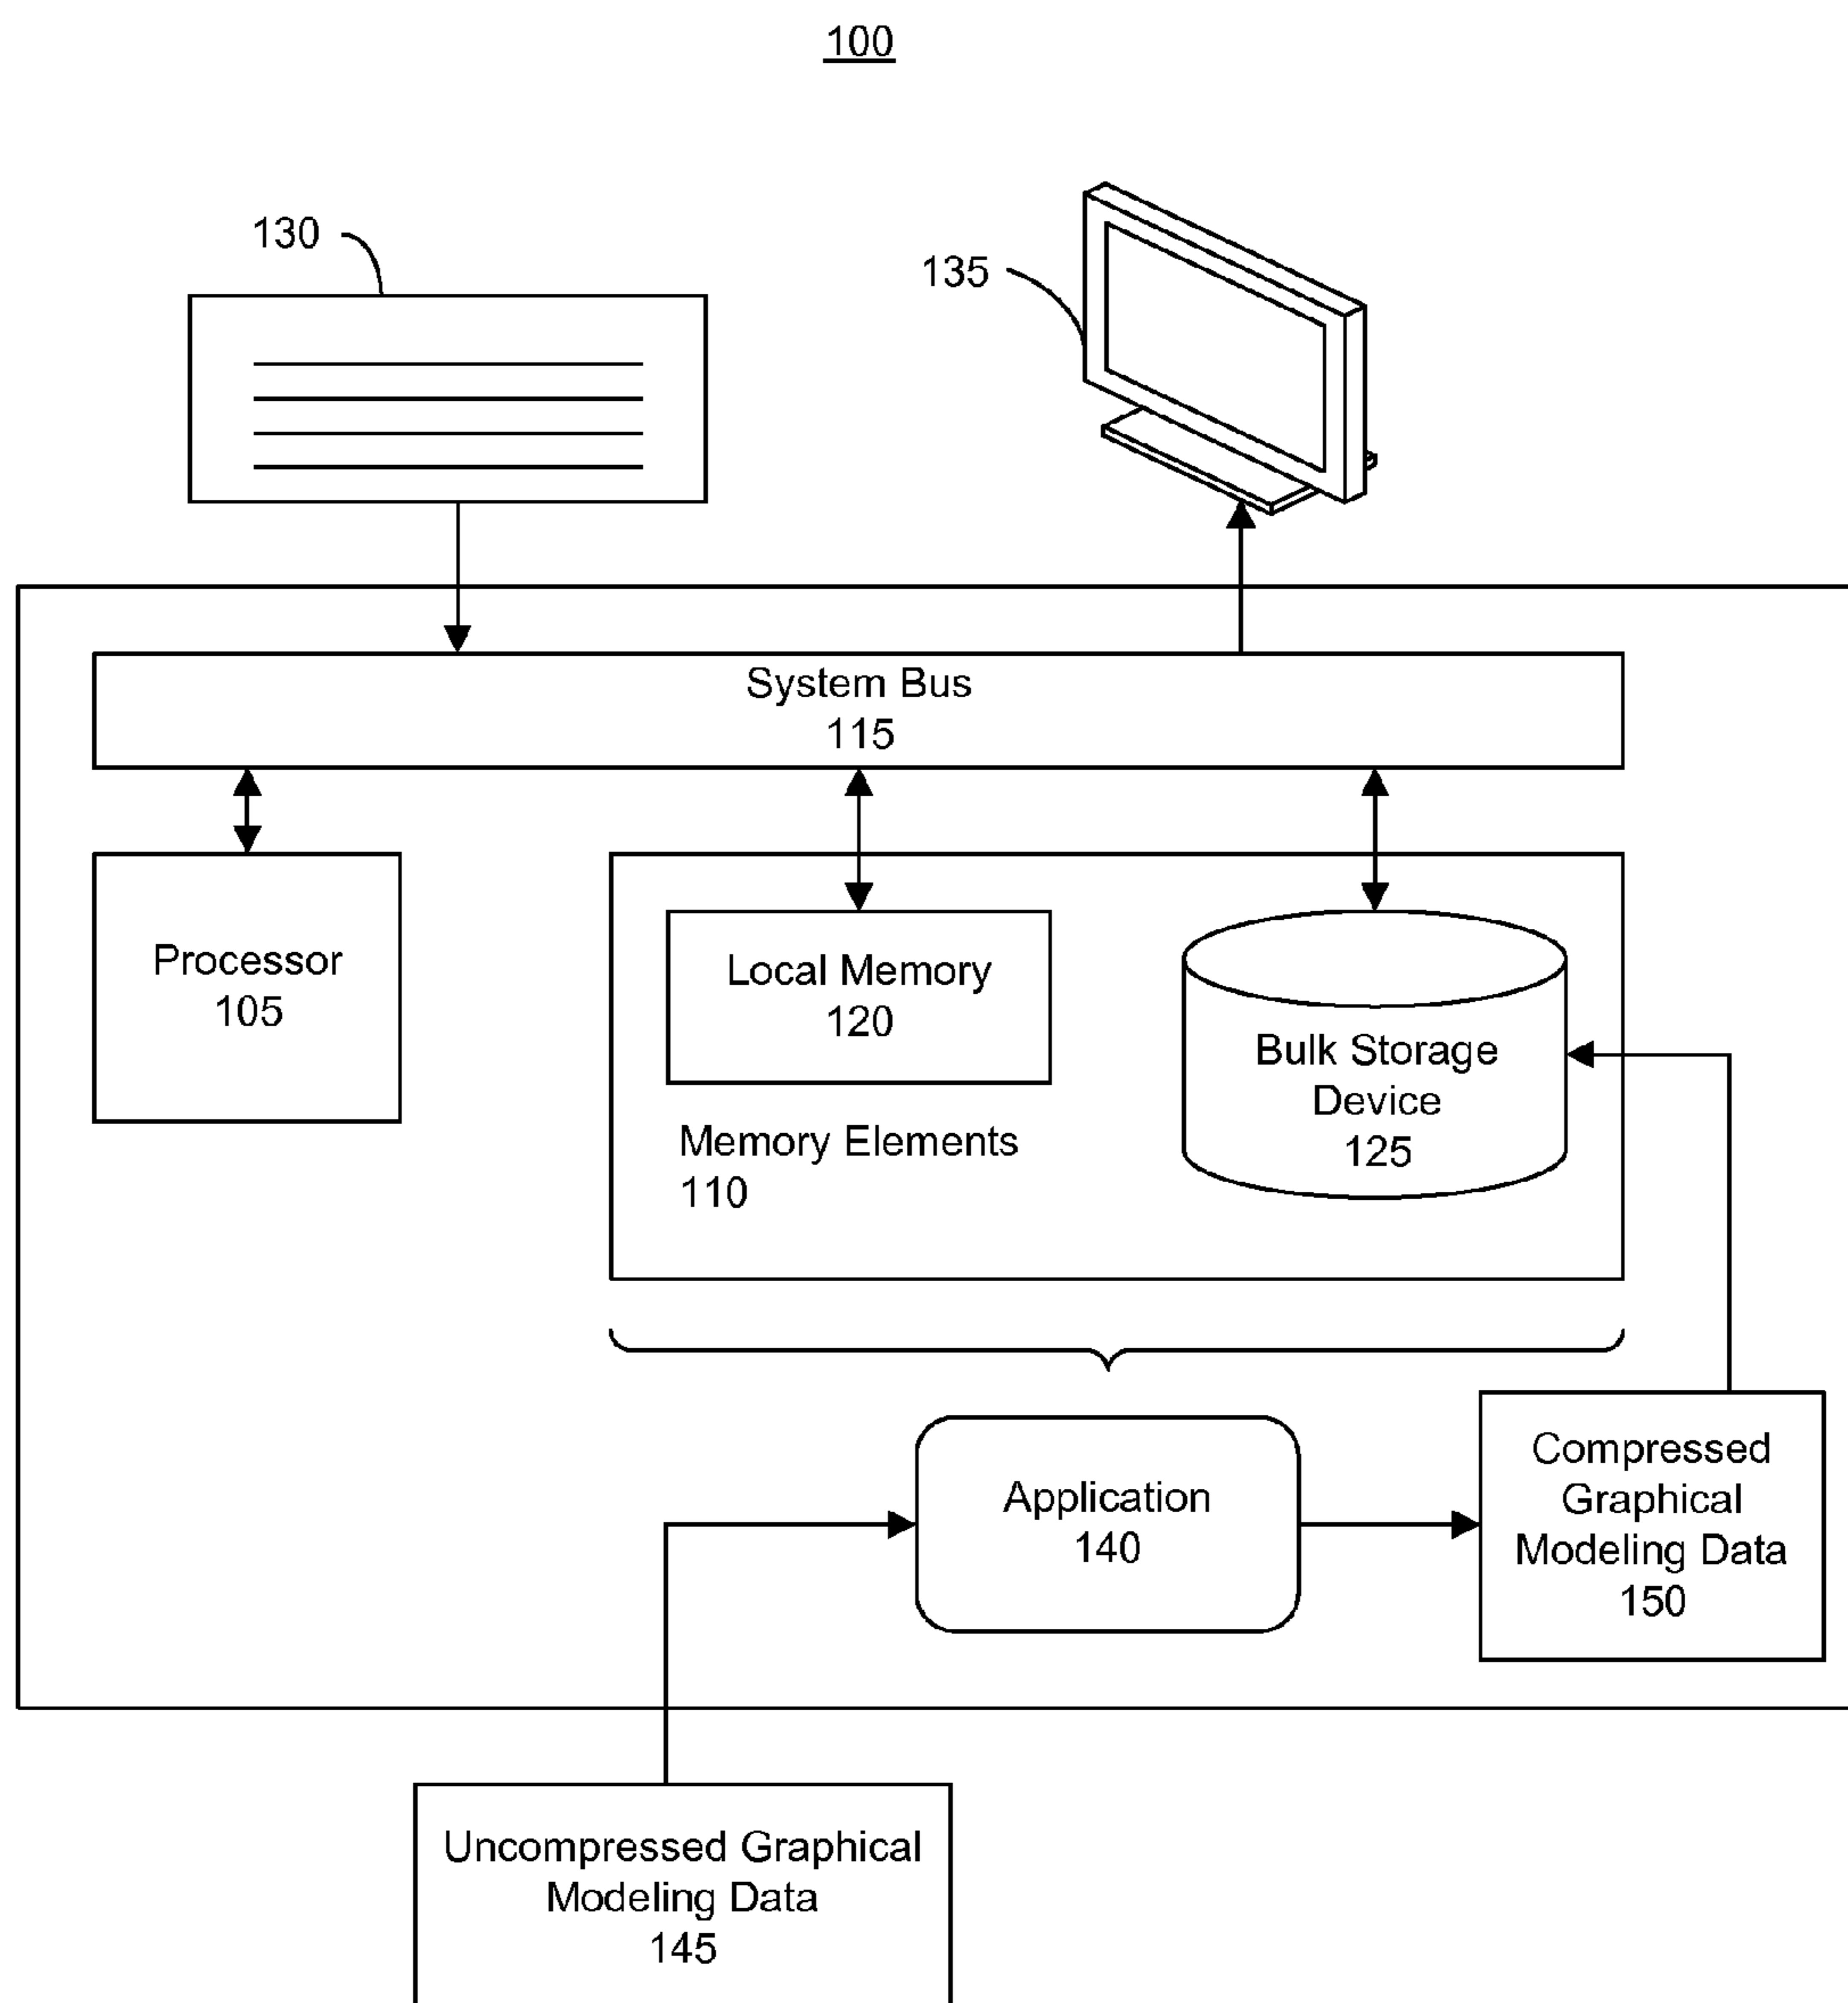 100
130
135
System Bus
115
Processor
105
Local Memory
120
Memory Elements
110
Bulk Storage
Device
125
Application
140
Compressed
Graphical
Modeling Data
150
Uncompressed Graphical
Modeling Data
145